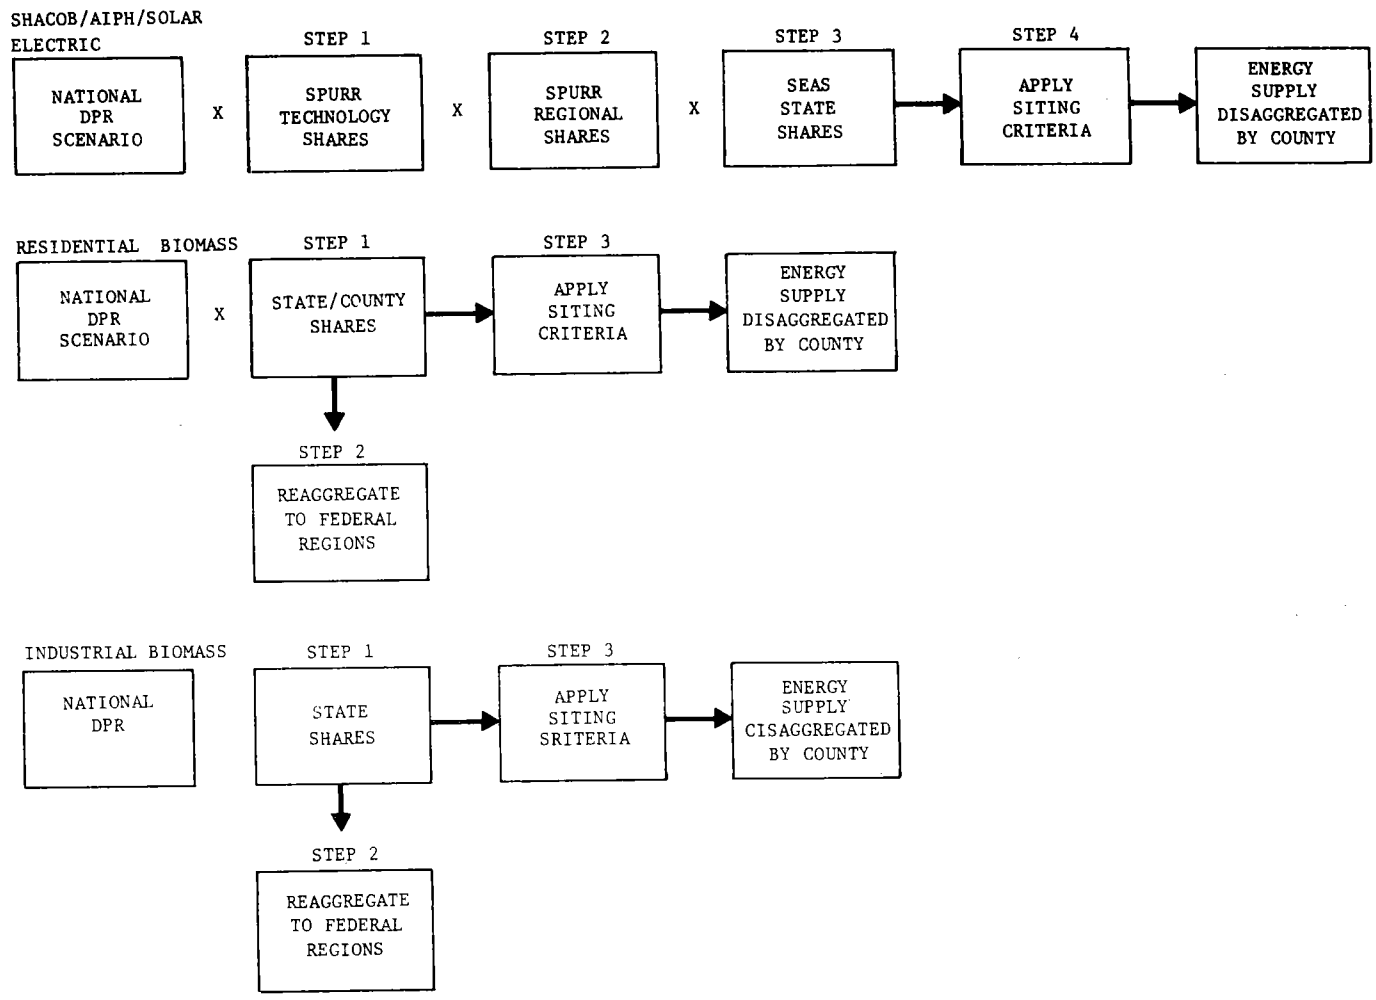 SHACOB/AIPH/SOLAR
ELECTRIC
NATIONAL
DPR
SCENARIO
X
STEP 1
SPURR
TECHNOLOGY
SHARES
X
STEP 2
SPURR
REGIONAL
SHARES
X
STEP 3
SEAS
STATE
SHARES
STEP 4
APPLY
SITING
CRITERIA
ENERGY
SUPPLY
DISAGGREGATED
BY COUNTY
RESIDENTIAL BIOMASS
NATIONAL
DPR
SCENARIO
X
STEP 1
STATE/COUNTY
SHARES
STEP 3
APPLY
SITING
CRITERIA
ENERGY
SUPPLY
DISAGGREGATED
BY COUNTY
STEP 2
REAGGREGATE
TO FEDERAL
REGIONS
INDUSTRIAL BIOMASS
NATIONAL
DPR
STEP 1
STATE
SHARES
STEP 3
APPLY
SITING
SRITERIA
ENERGY
SUPPLY
CISAGGREGATED
BY COUNTY
STEP 2
REAGGREGATE
TO FEDERAL
REGIONS